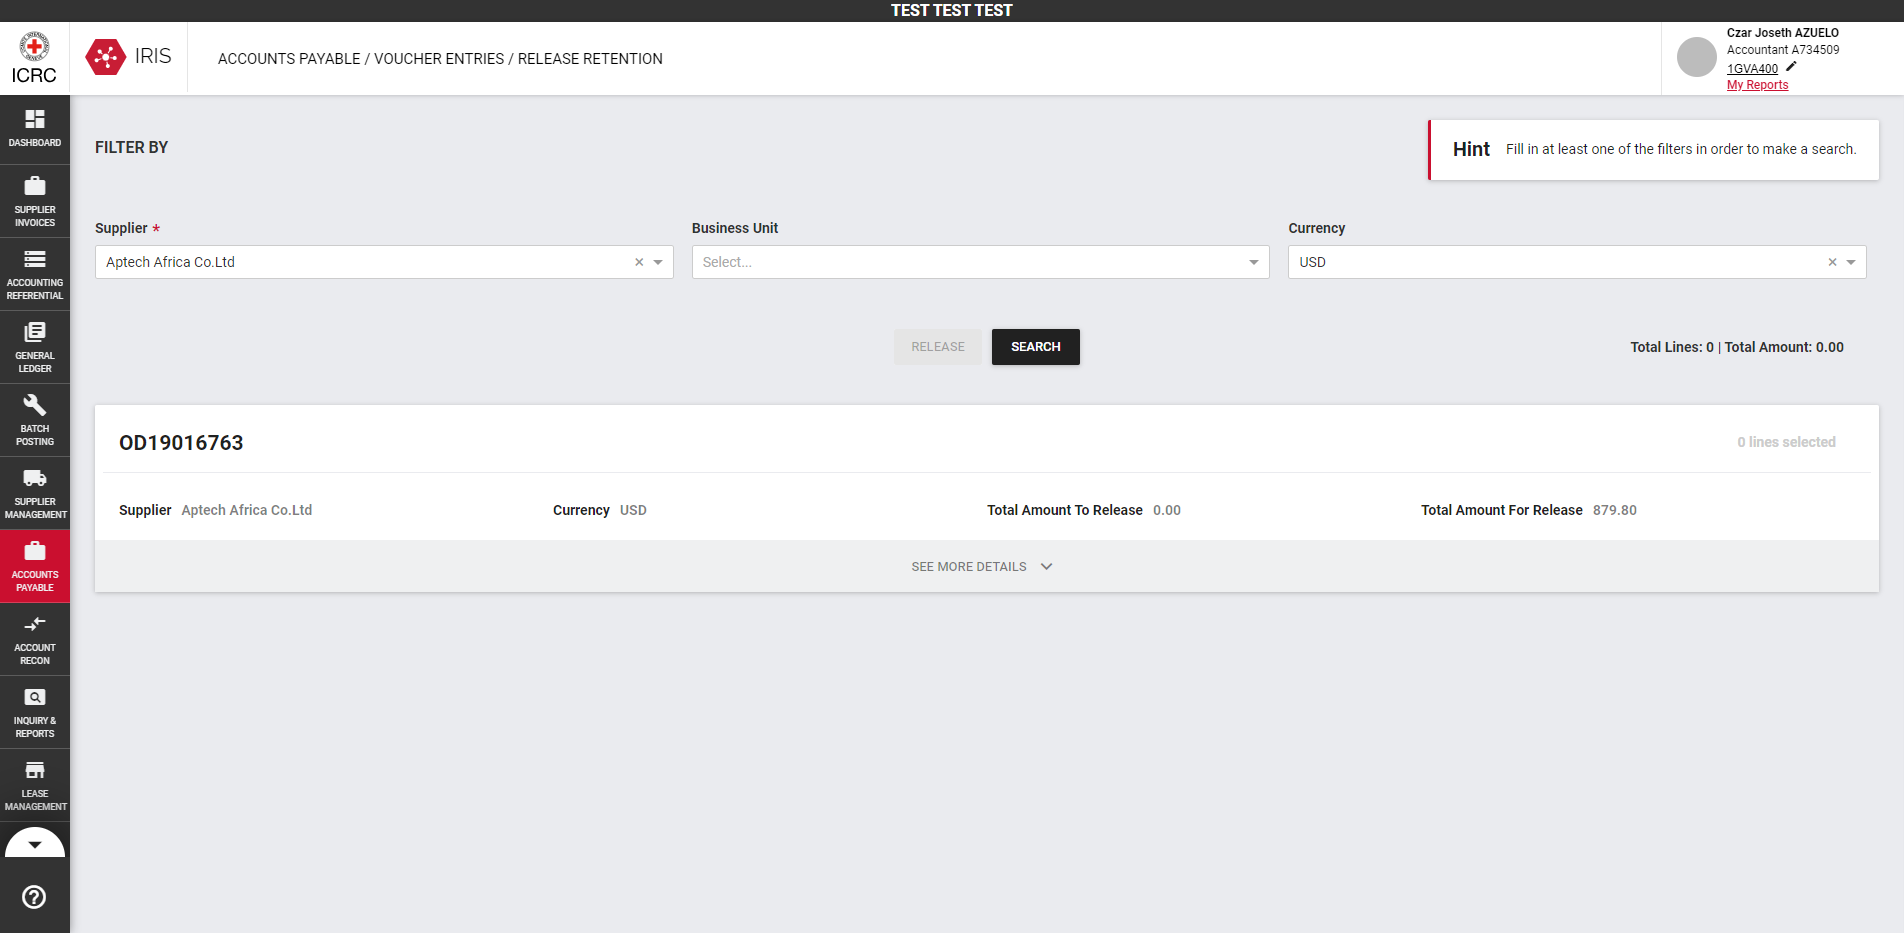 TEST TEST TEST
ICRC
IRIS
ACCOUNTS PAYABLE / VOUCHER ENTRIES / RELEASE RETENTION
Czar Joseth AZUELO
Accountant A734509
1GVA400
My Reports
DASHBOARD
SUPPLIER
INVOICES
ACCOUNTING
REFERENTIAL
GENERAL
LEDGER
BATCH
POSTING
SUPPLIER
MANAGEMENT
ACCOUNTS
PAYABLE
ACCOUNT
RECON
INQUIRY &
REPORTS
LEASE
MANAGEMENT
FILTER BY
Hint Fill in at least one of the filters in order to make a search.
Supplier * Business Unit Currency
Aptech Africa Co.Ltd Select... USD
RELEASE SEARCH Total Lines: 0 | Total Amount: 0.00
OD19016763 0 lines selected
Supplier Aptech Africa Co.Ltd Currency USD Total Amount To Release 0.00 Total Amount For Release 879.80
SEE MORE DETAILS